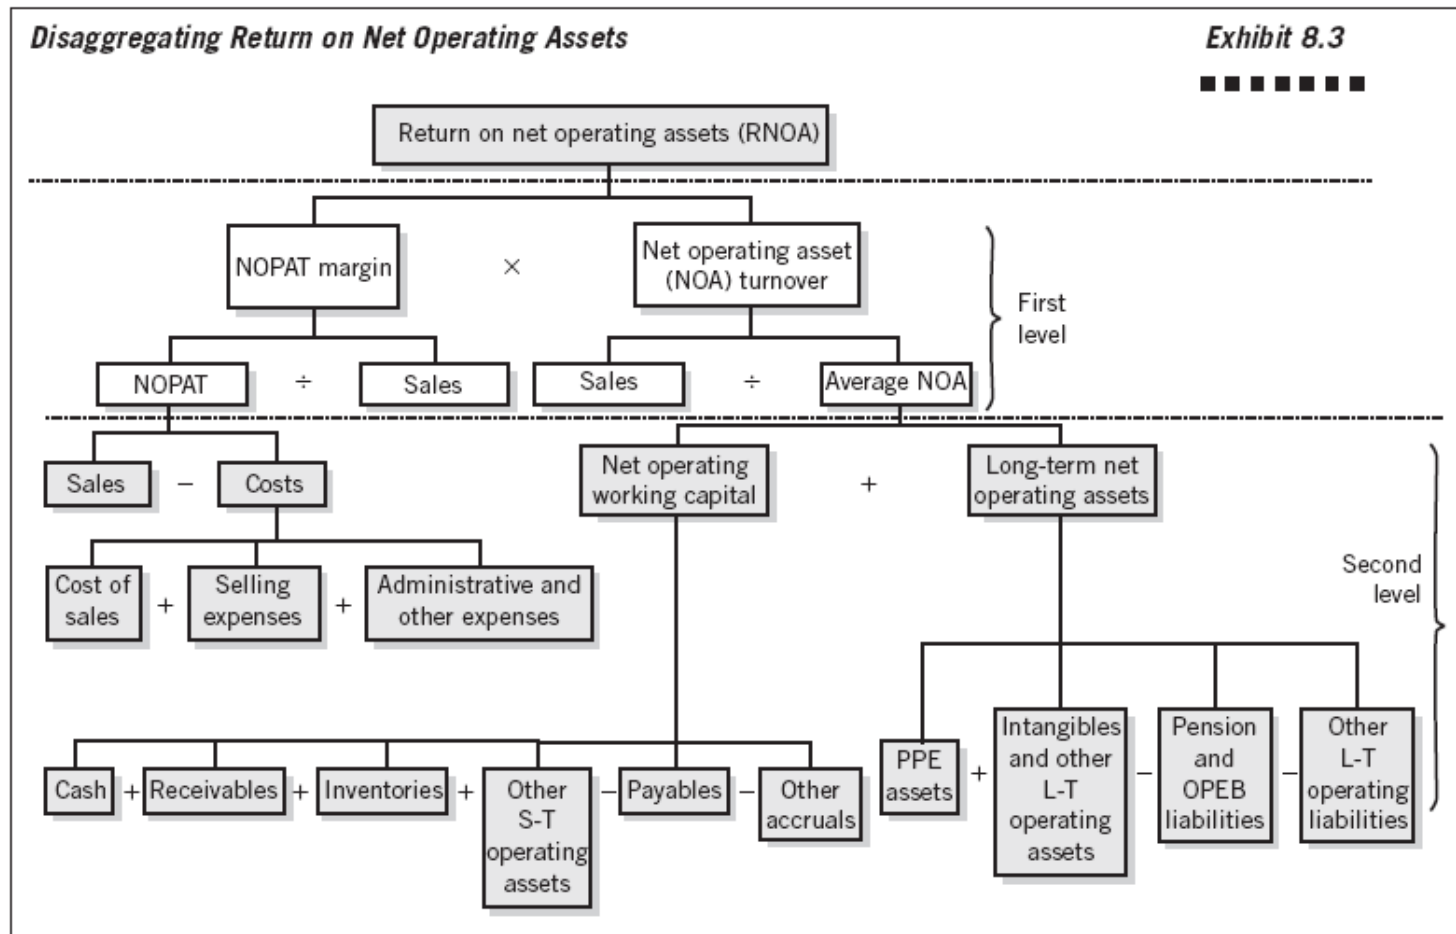 Disaggregating Return on Net Operating Assets
Exhibit 8.3
Return on net operating assets (RNOA)
NOPAT margin
×
Net operating asset
(NOA) turnover
First
level
NOPAT
÷
Sales
Sales
÷
Average NOA
Sales
−
Costs
Net operating
working capital
+
Long-term net
operating assets
Second
level
Cost of
sales
+
Selling
expenses
+
Administrative and
other expenses
Cash
+
Receivables
+
Inventories
+
Other
S-T
operating
assets
−
Payables
−
Other
accruals
PPE
assets
+
Intangibles
and other
L-T
operating
assets
−
Pension
and
OPEB
liabilities
−
Other
L-T
operating
liabilities